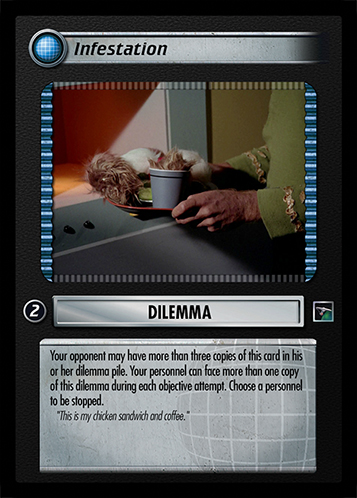 Infestation
2
DILEMMA
Your opponent may have more than three copies of this card in his
or her dilemma pile. Your personnel can face more than one copy
of this dilemma during each objective attempt. Choose a personnel
to be stopped.
"This is my chicken sandwich and coffee."